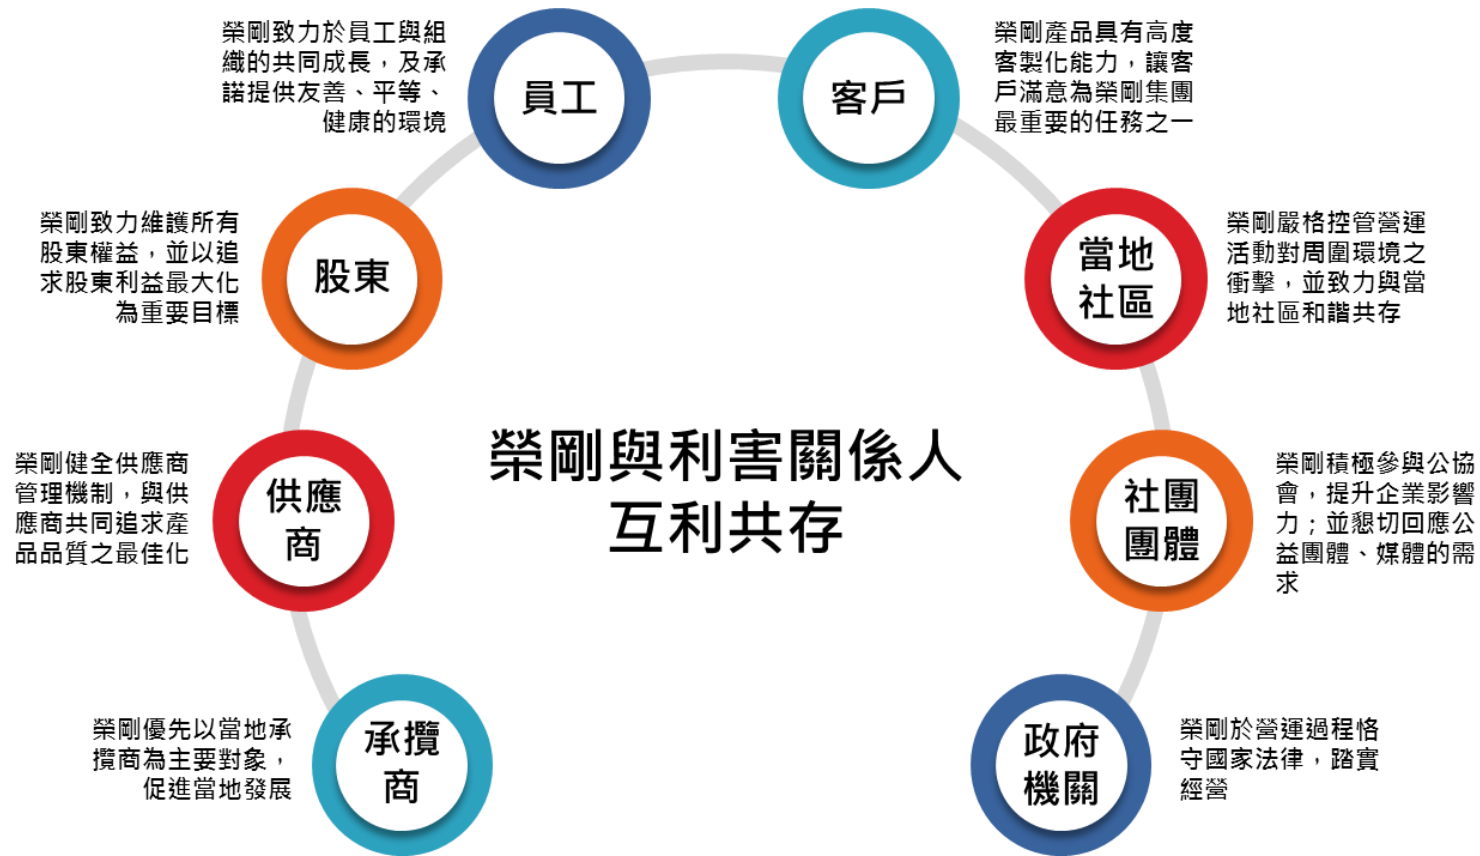 榮剛致力於員工與組
織的共同成長，及承
諾提供友善、平等、
健康的環境
員工
客戶
榮剛產品具有高度
客製化能力，讓客
戶滿意為榮剛集團
最重要的任務之一
榮剛致力維護所有
股東權益，並以追
求股東利益最大化
為重要目標
股東
當地
社區
榮剛嚴格控管營運
活動對周圍環境之
衝擊，並致力與當
地社區和諧共存
榮剛與利害關係人
互利共存
榮剛健全供應商
管理機制，與供
應商共同追求產
品品質之最佳化
供應
商
社團
團體
榮剛積極參與公協
會，提升企業影響
力；並懇切回應公
益團體、媒體的需
求
榮剛優先以當地承
攬商為主要對象，
促進當地發展
承攬
商
政府
機關
榮剛於營運過程恪
守國家法律，踏實
經營